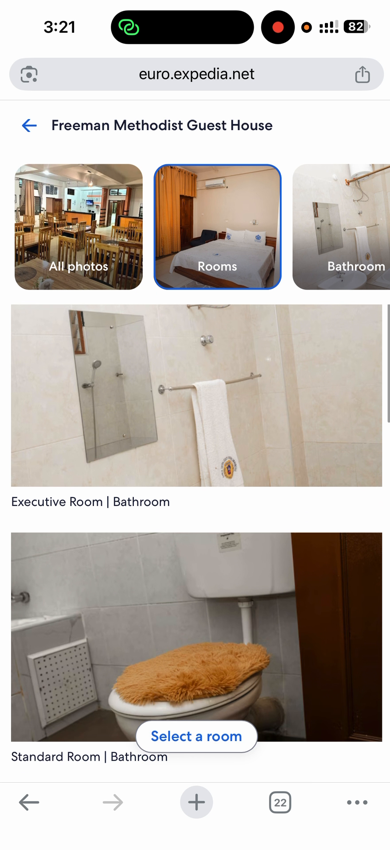 3:21
82
euro.expedia.net
Freeman Methodist Guest House
All photos
Rooms
Bathroom
Executive Room | Bathroom
Select a room
Standard Room | Bathroom
22